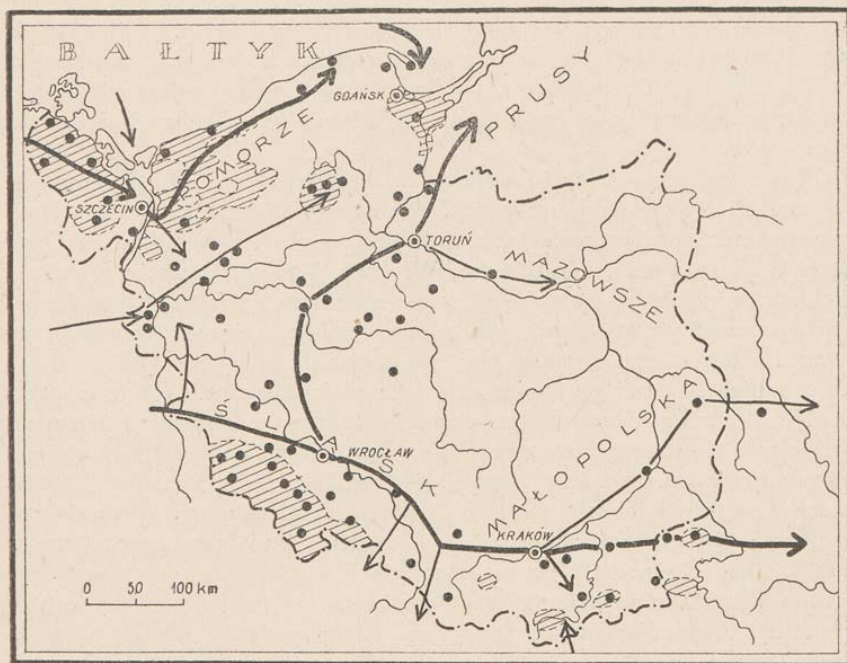 BAŁTYK
GDAŃSK
PRUSY
POMORZE
SZCZECIN
TORUŃ
MAZOWSZE
ŚLĄSK
WROCŁAW
MAŁOPOLSKA
KRAKÓW
0 50 100 km